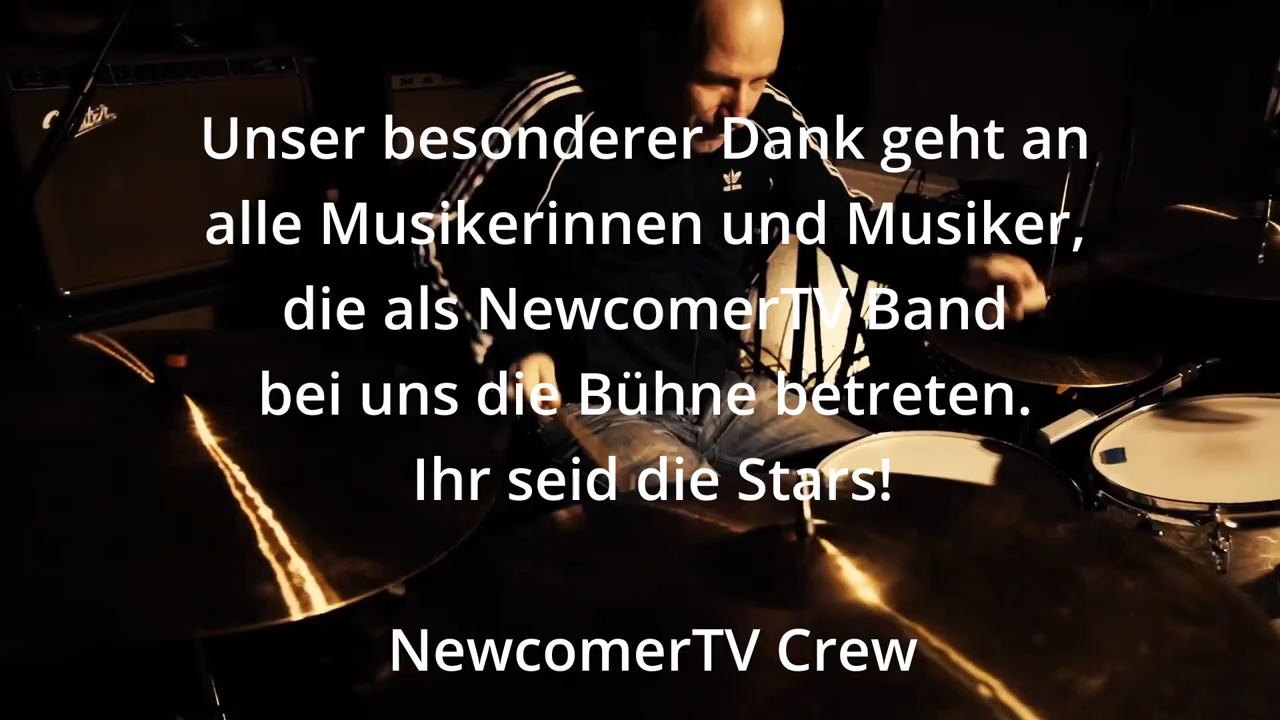 Unser besonderer Dank geht an
alle Musikerinnen und Musiker,
die als NewcomerTV Band
bei uns die Bühne betreten.
Ihr seid die Stars!
NewcomerTV Crew